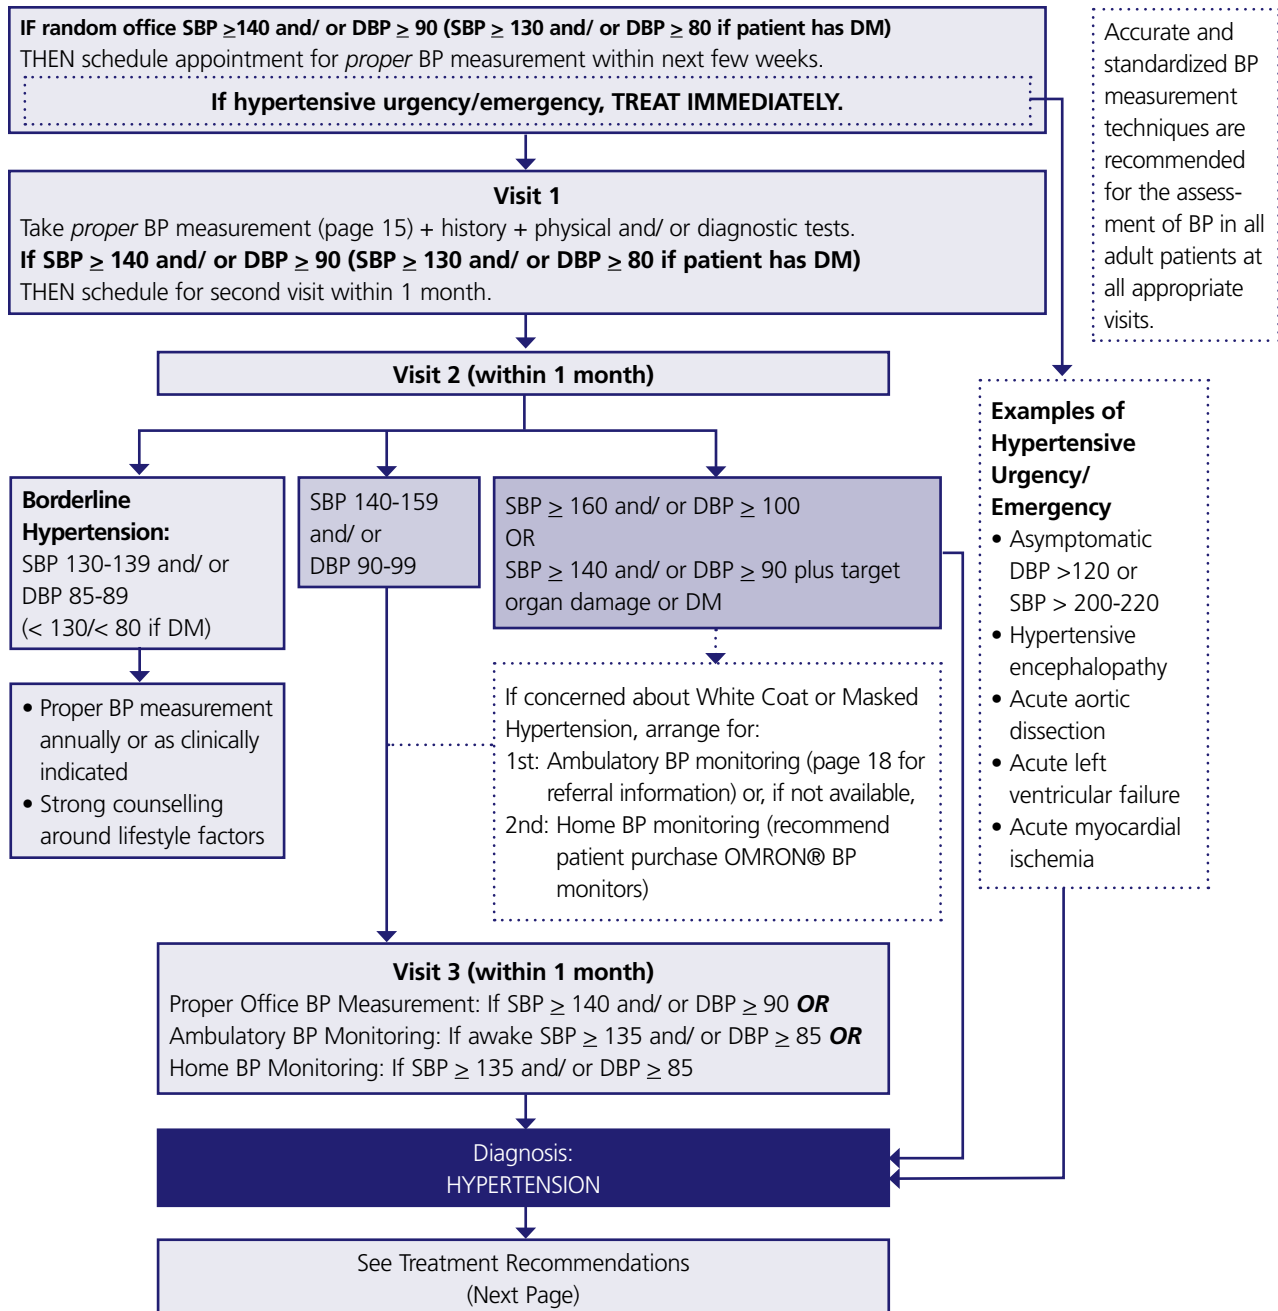 IF random office SBP ≥140 and/ or DBP ≥ 90 (SBP ≥ 130 and/ or DBP ≥ 80 if patient has DM)
THEN schedule appointment for proper BP measurement within next few weeks.
If hypertensive urgency/emergency, TREAT IMMEDIATELY.
Accurate and
standardized BP
measurement
techniques are
recommended
for the assess-
ment of BP in all
adult patients at
all appropriate
visits.
Visit 1
Take proper BP measurement (page 15) + history + physical and/ or diagnostic tests.
If SBP ≥ 140 and/ or DBP ≥ 90 (SBP ≥ 130 and/ or DBP ≥ 80 if patient has DM)
THEN schedule for second visit within 1 month.
Visit 2 (within 1 month)
Borderline
Hypertension:
SBP 130-139 and/ or
DBP 85-89
(< 130/< 80 if DM)
• Proper BP measurement
annually or as clinically
indicated
• Strong counselling
around lifestyle factors
SBP 140-159
and/ or
DBP 90-99
SBP ≥ 160 and/ or DBP ≥ 100
OR
SBP ≥ 140 and/ or DBP ≥ 90 plus target
organ damage or DM
If concerned about White Coat or Masked
Hypertension, arrange for:
1st: Ambulatory BP monitoring (page 18 for
referral information) or, if not available,
2nd: Home BP monitoring (recommend
patient purchase OMRON® BP
monitors)
Examples of
Hypertensive
Urgency/
Emergency
• Asymptomatic
DBP >120 or
SBP > 200-220
• Hypertensive
encephalopathy
• Acute aortic
dissection
• Acute left
ventricular failure
• Acute myocardial
ischemia
Visit 3 (within 1 month)
Proper Office BP Measurement: If SBP ≥ 140 and/ or DBP ≥ 90 OR
Ambulatory BP Monitoring: If awake SBP ≥ 135 and/ or DBP ≥ 85 OR
Home BP Monitoring: If SBP ≥ 135 and/ or DBP ≥ 85
Diagnosis:
HYPERTENSION
See Treatment Recommendations
(Next Page)